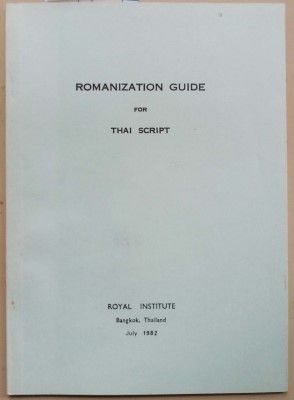 ROMANIZATION GUIDE
FOR
THAI SCRIPT
ROYAL INSTITUTE
Bangkok, Thailand
July 1982